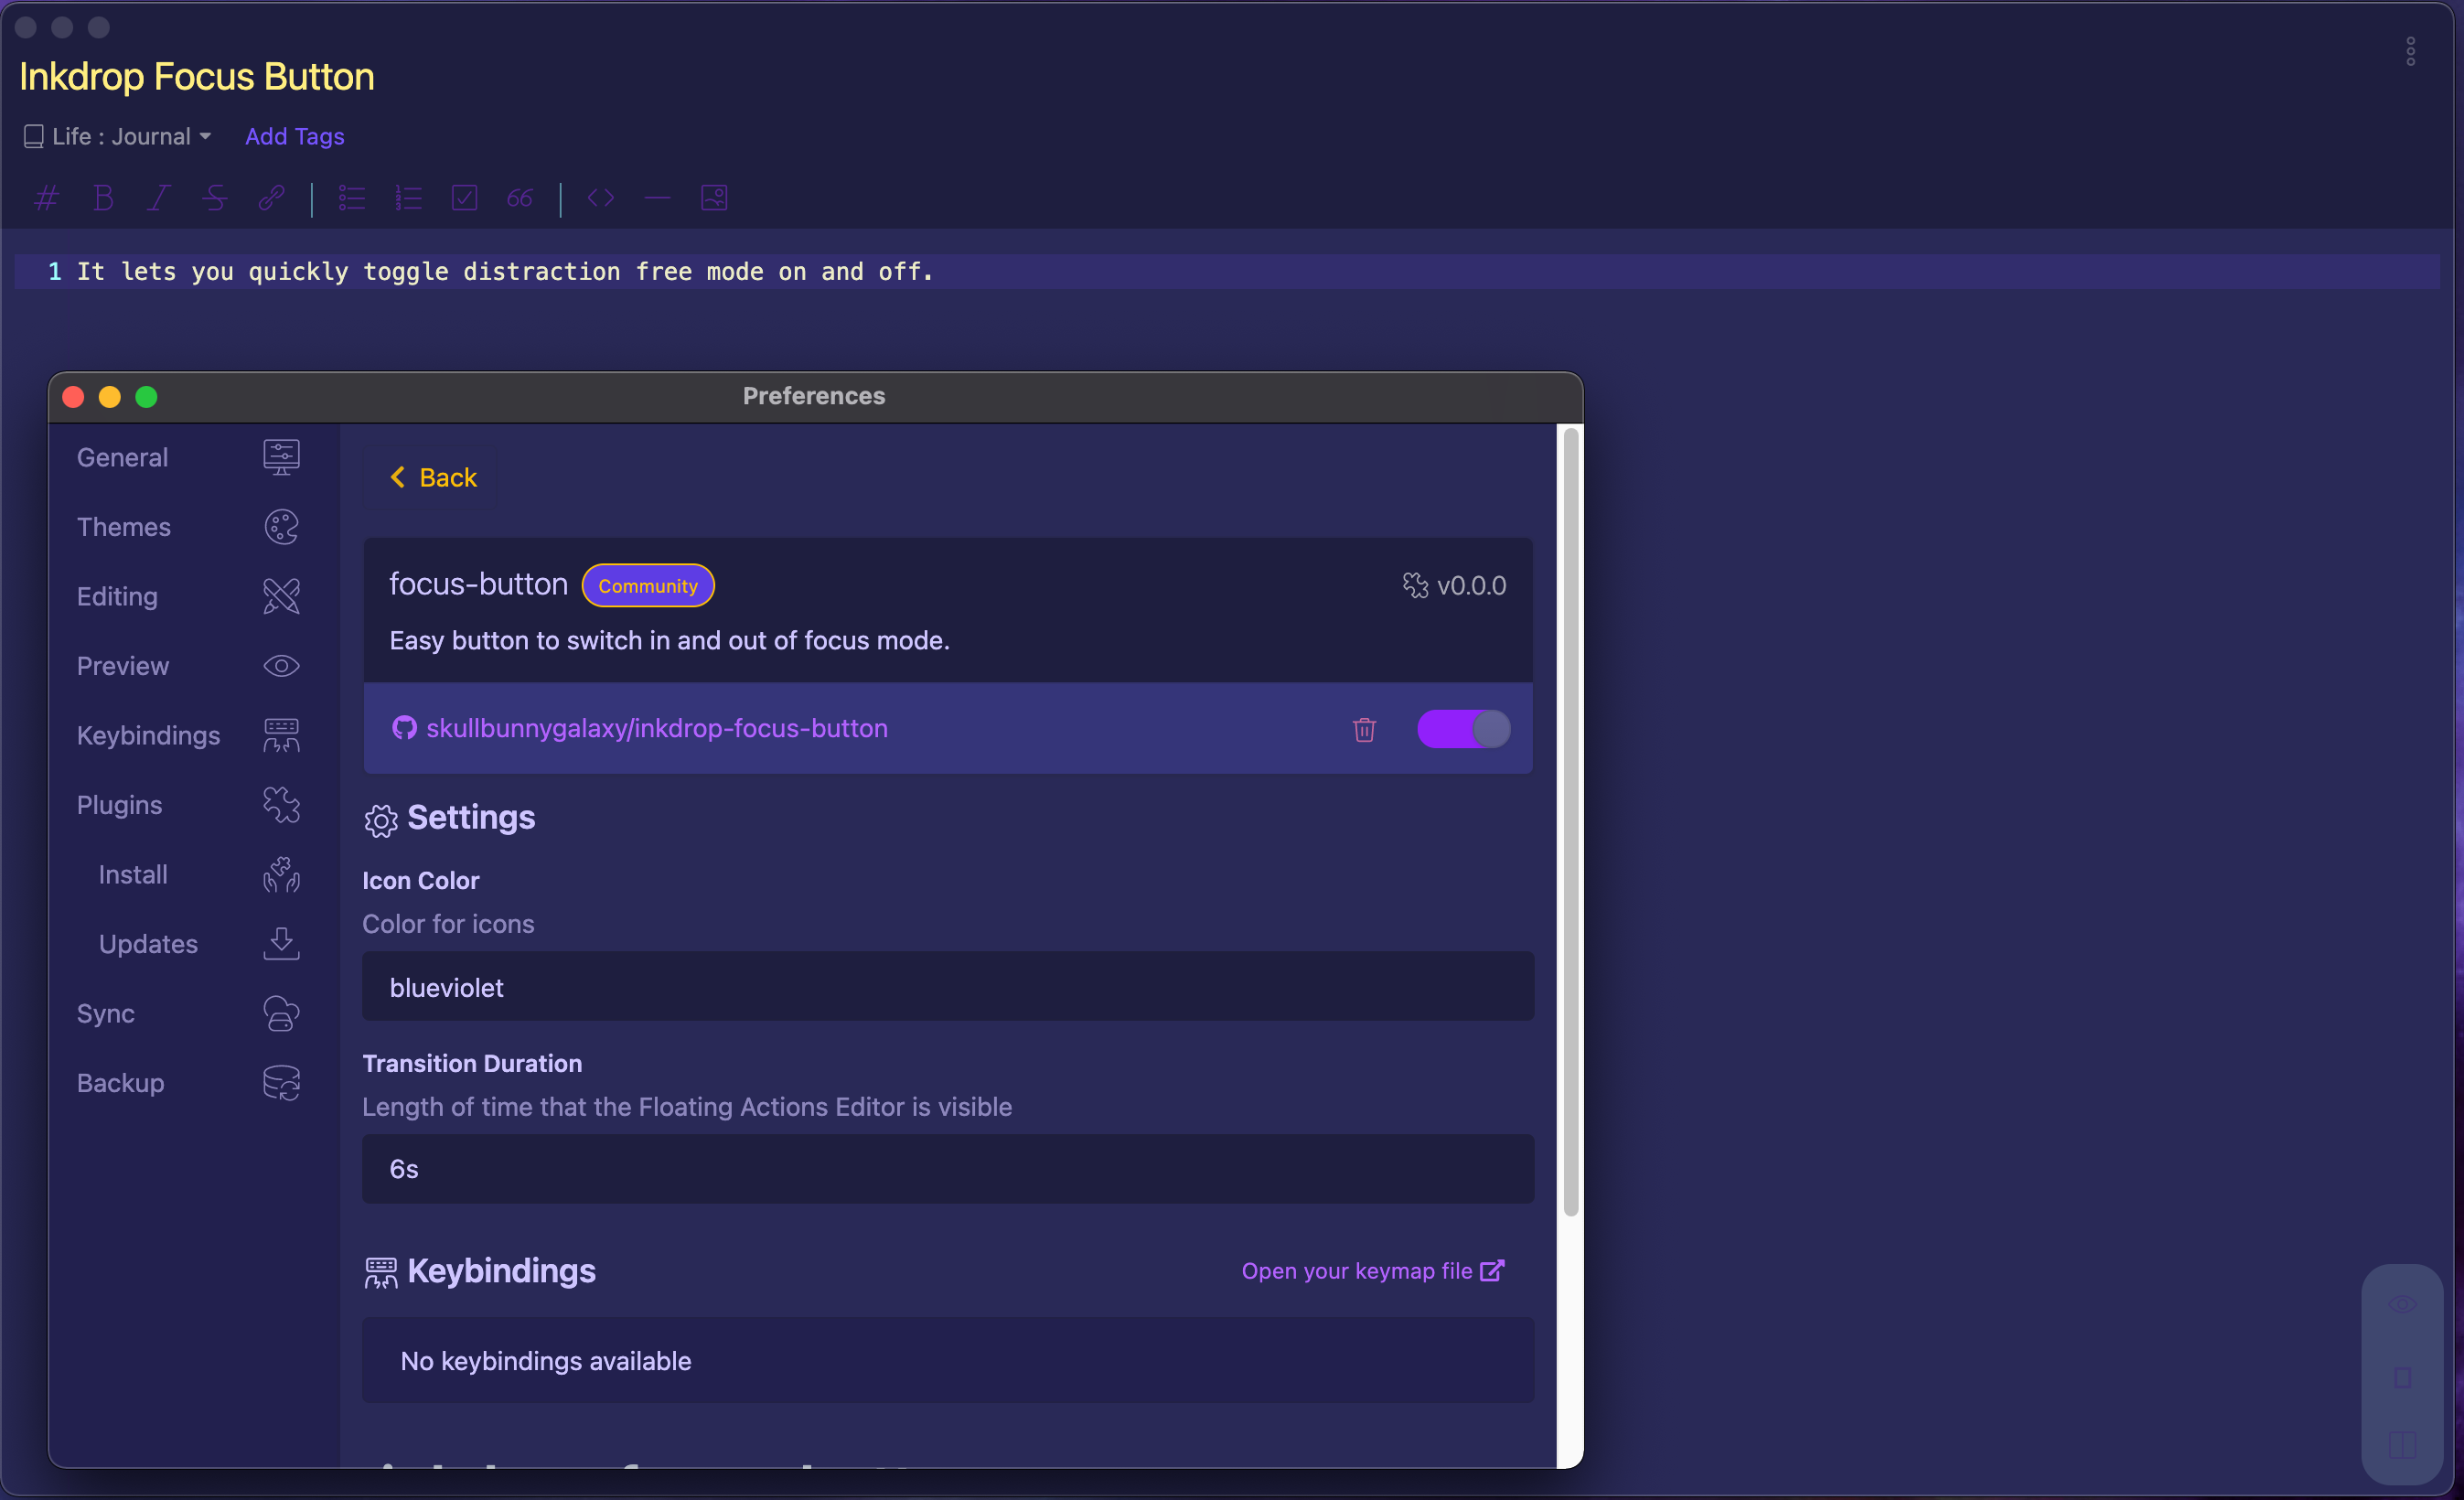 Inkdrop Focus Button
Life : Journal
Add Tags
1 It lets you quickly toggle distraction free mode on and off.
Preferences
General
Themes
Editing
Preview
Keybindings
Plugins
Install
Updates
Sync
Backup
Back
focus-button
Community
v0.0.0
Easy button to switch in and out of focus mode.
skullbunnygalaxy/inkdrop-focus-button
Settings
Icon Color
Color for icons
blueviolet
Transition Duration
Length of time that the Floating Actions Editor is visible
6s
Keybindings
Open your keymap file
No keybindings available